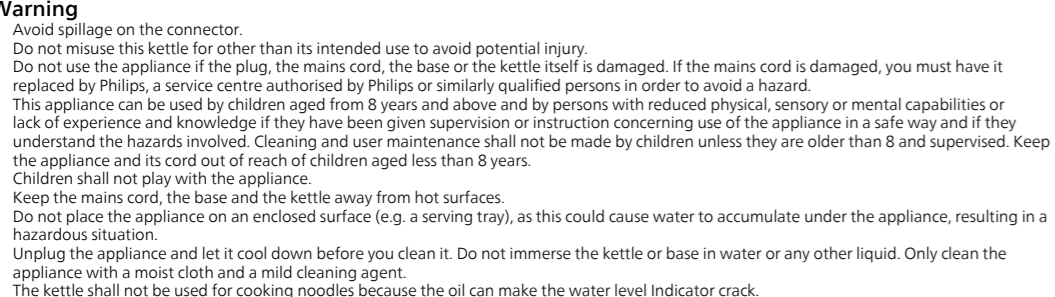 Warning
Avoid spillage on the connector.
Do not misuse this kettle for other than its intended use to avoid potential injury.
Do not use the appliance if the plug, the mains cord, the base or the kettle itself is damaged. If the mains cord is damaged, you must have it
replaced by Philips, a service centre authorised by Philips or similarly qualified persons in order to avoid a hazard.
This appliance can be used by children aged from 8 years and above and by persons with reduced physical, sensory or mental capabilities or
lack of experience and knowledge if they have been given supervision or instruction concerning use of the appliance in a safe way and if they
understand the hazards involved. Cleaning and user maintenance shall not be made by children unless they are older than 8 and supervised. Keep
the appliance and its cord out of reach of children aged less than 8 years.
Children shall not play with the appliance.
Keep the mains cord, the base and the kettle away from hot surfaces.
Do not place the appliance on an enclosed surface (e.g. a serving tray), as this could cause water to accumulate under the appliance, resulting in a
hazardous situation.
Unplug the appliance and let it cool down before you clean it. Do not immerse the kettle or base in water or any other liquid. Only clean the
appliance with a moist cloth and a mild cleaning agent.
The kettle shall not be used for cooking noodles because the oil can make the water level Indicator crack.